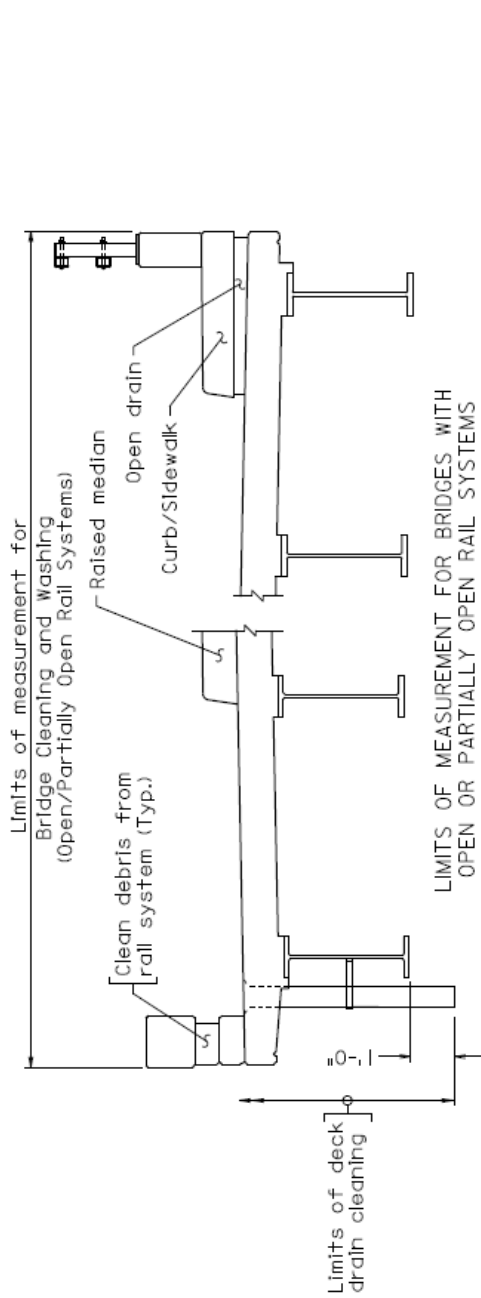 Limits of measurement for
Bridge Cleaning and Washing
(Open/Partially Open Rail Systems)
Clean debris from
rail system (Typ.)
Raised median
Open drain
Curb/Sidewalk
1'-0"
Limits of deck
drain cleaning
LIMITS OF MEASUREMENT FOR BRIDGES WITH
OPEN OR PARTIALLY OPEN RAIL SYSTEMS